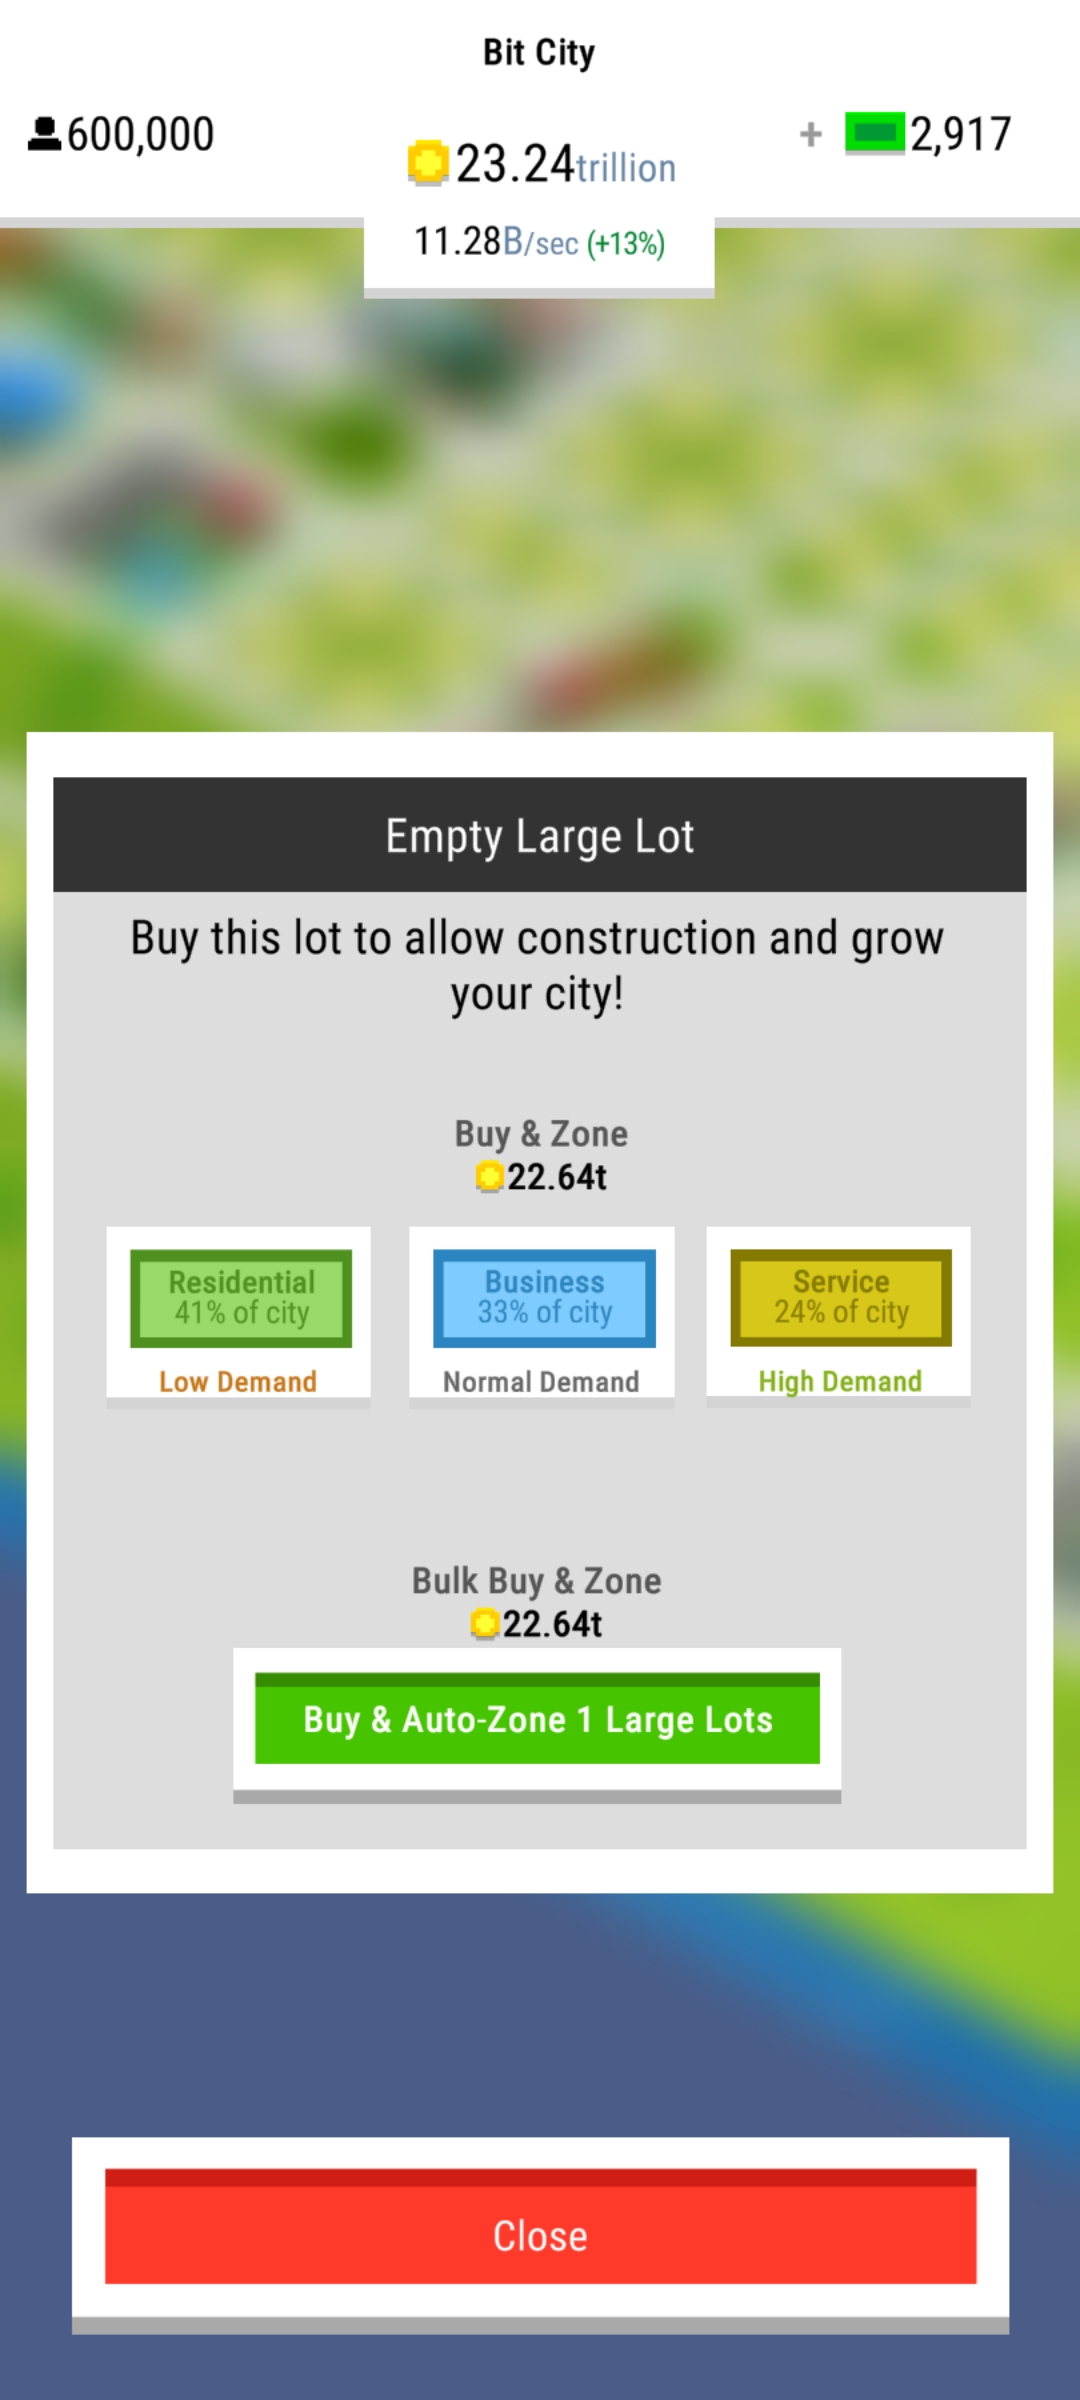 Bit City
600,000
23.24trillion
+ 2,917
11.28B/sec (+13%)
Empty Large Lot
Buy this lot to allow construction and grow
your city!
Buy & Zone
22.64t
Residential
41% of city
Low Demand
Business
33% of city
Normal Demand
Service
24% of city
High Demand
Bulk Buy & Zone
22.64t
Buy & Auto-Zone 1 Large Lots
Close